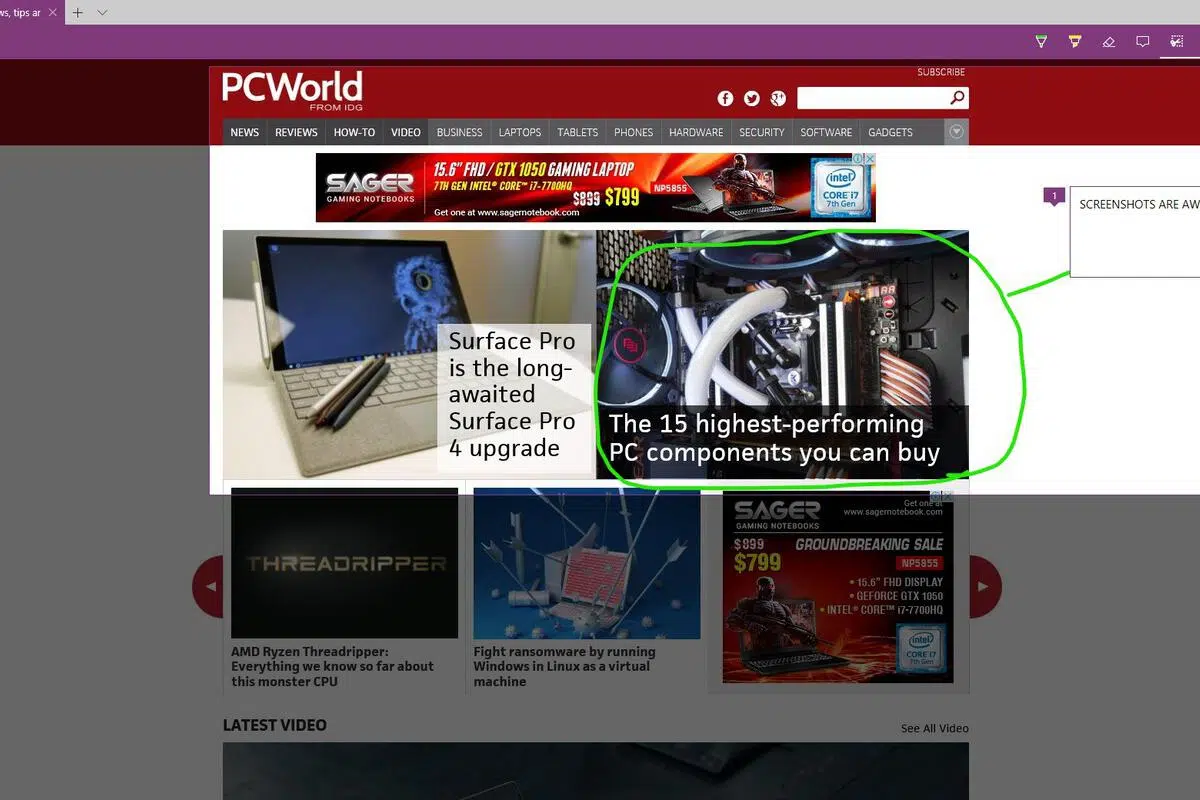 ws, tips ar
SUBSCRIBE
PCWorld
FROM IDG
NEWS REVIEWS HOW-TO VIDEO BUSINESS LAPTOPS TABLETS PHONES HARDWARE SECURITY SOFTWARE GADGETS
SAGER
GAMING NOTEBOOKS
15.6" FHD / GTX 1050 GAMING LAPTOP
7TH GEN INTEL® CORE™ i7-7700HQ
$899 $799
NP5855
Get one at www.sagernotebook.com
intel
CORE i7
7th Gen
1
SCREENSHOTS ARE AW
Surface Pro
is the long-
awaited
Surface Pro
4 upgrade
The 15 highest-performing
PC components you can buy
THREADRIPPER
AMD Ryzen Threadripper:
Everything we know so far about
this monster CPU
Fight ransomware by running
Windows in Linux as a virtual
machine
SAGER
GAMING NOTEBOOKS
Get one at
www.sagernotebook.com
$899
$799
GROUNDBREAKING SALE
NP5855
• 15.6" FHD DISPLAY
• GEFORCE GTX 1050
• INTEL® CORE™ i7-7700HQ
intel
CORE i7
7th Gen
LATEST VIDEO
See All Video